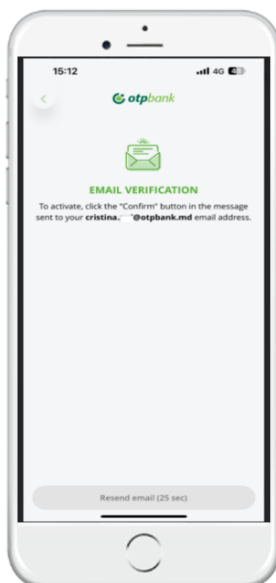 15:12 4G
otpbank
EMAIL VERIFICATION
To activate, click the "Confirm" button in the message
sent to your cristina. @otpbank.md email address.
Resend email (25 sec)